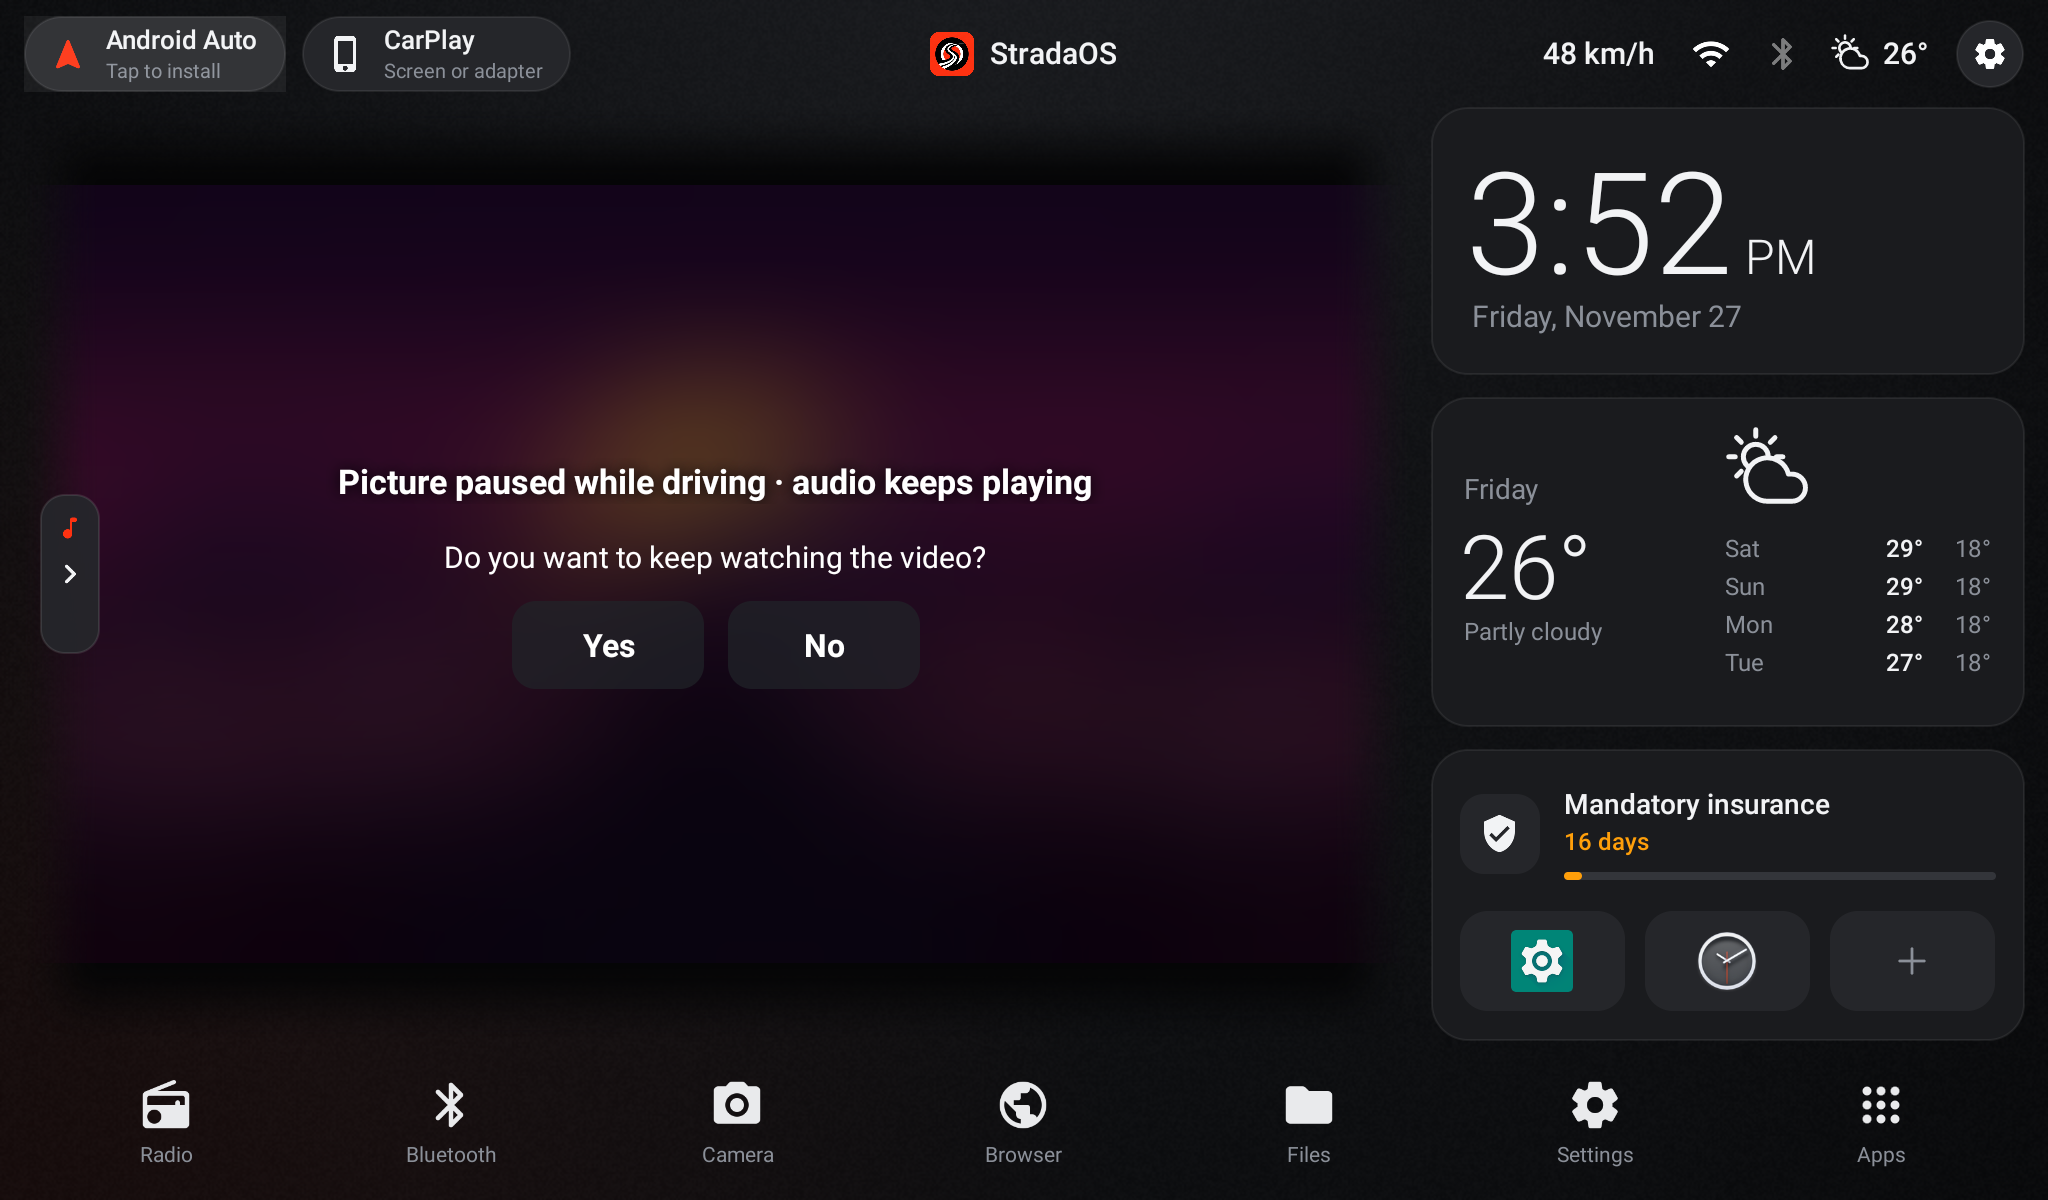 Android Auto
Tap to install
CarPlay
Screen or adapter
StradaOS
48 km/h
26°
3:52 PM
Friday, November 27
Picture paused while driving · audio keeps playing
Do you want to keep watching the video?
Yes
No
Friday
26°
Partly cloudy
Sat 29° 18°
Sun 29° 18°
Mon 28° 18°
Tue 27° 18°
Mandatory insurance
16 days
Radio
Bluetooth
Camera
Browser
Files
Settings
Apps